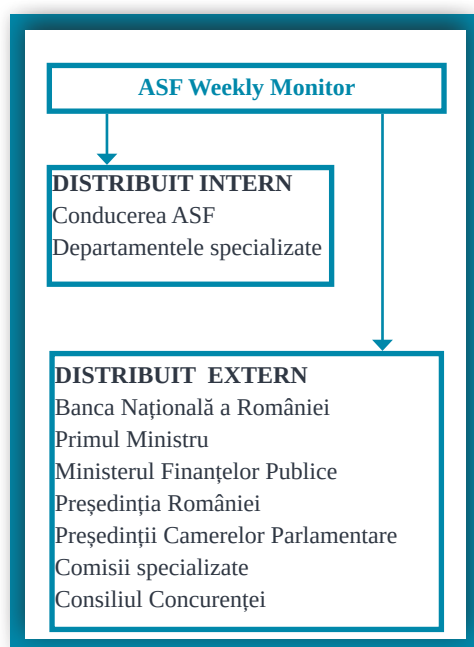 ASF Weekly Monitor
DISTRIBUIT INTERN
Conducerea ASF
Departamentele specializate
DISTRIBUIT EXTERN
Banca Națională a României
Primul Ministru
Ministerul Finanțelor Publice
Președinția României
Președinții Camerelor Parlamentare
Comisii specializate
Consiliul Concurenței